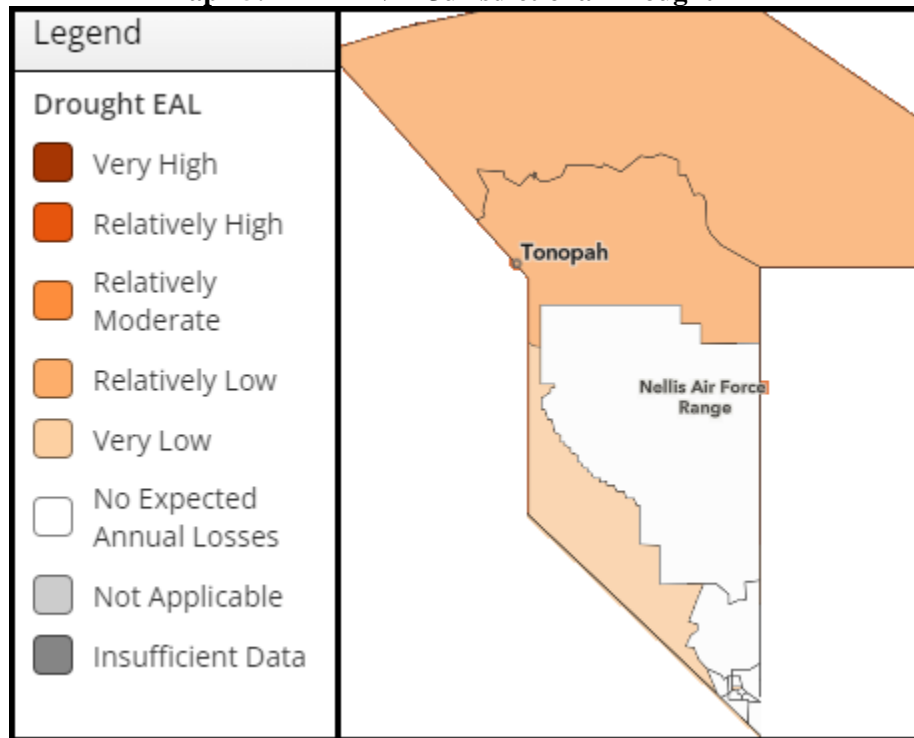 Legend
Drought EAL
Very High
Relatively High
Relatively
Moderate
Relatively Low
Very Low
No Expected
Annual Losses
Not Applicable
Insufficient Data
Tonopah
Nellis Air Force
Range